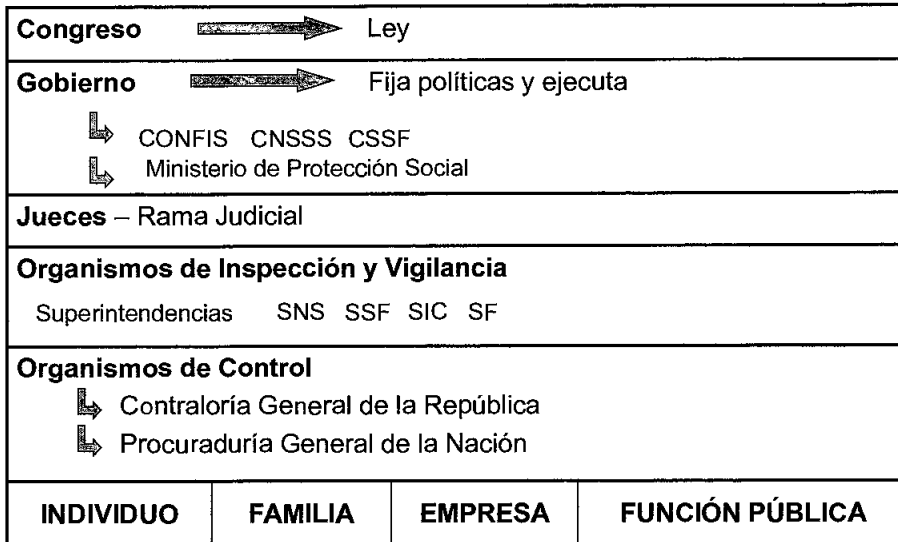 Congreso Ley
Gobierno Fija políticas y ejecuta
CONFIS CNSSS CSSF
Ministerio de Protección Social
Jueces – Rama Judicial
Organismos de Inspección y Vigilancia
Superintendencias SNS SSF SIC SF
Organismos de Control
Contraloría General de la República
Procuraduría General de la Nación
INDIVIDUO FAMILIA EMPRESA FUNCIÓN PÚBLICA